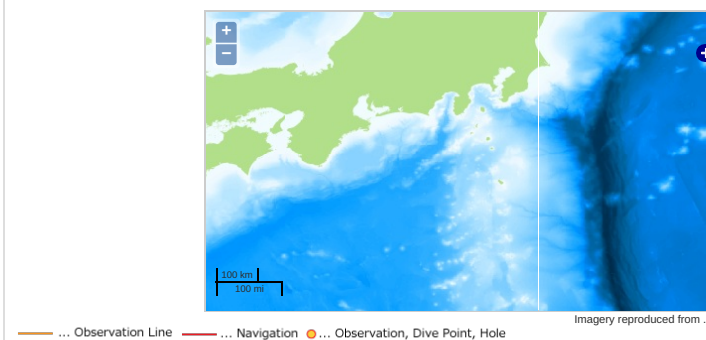 +
−
100 km
100 mi
Imagery reproduced from .
... Observation Line ... Navigation ... Observation, Dive Point, Hole